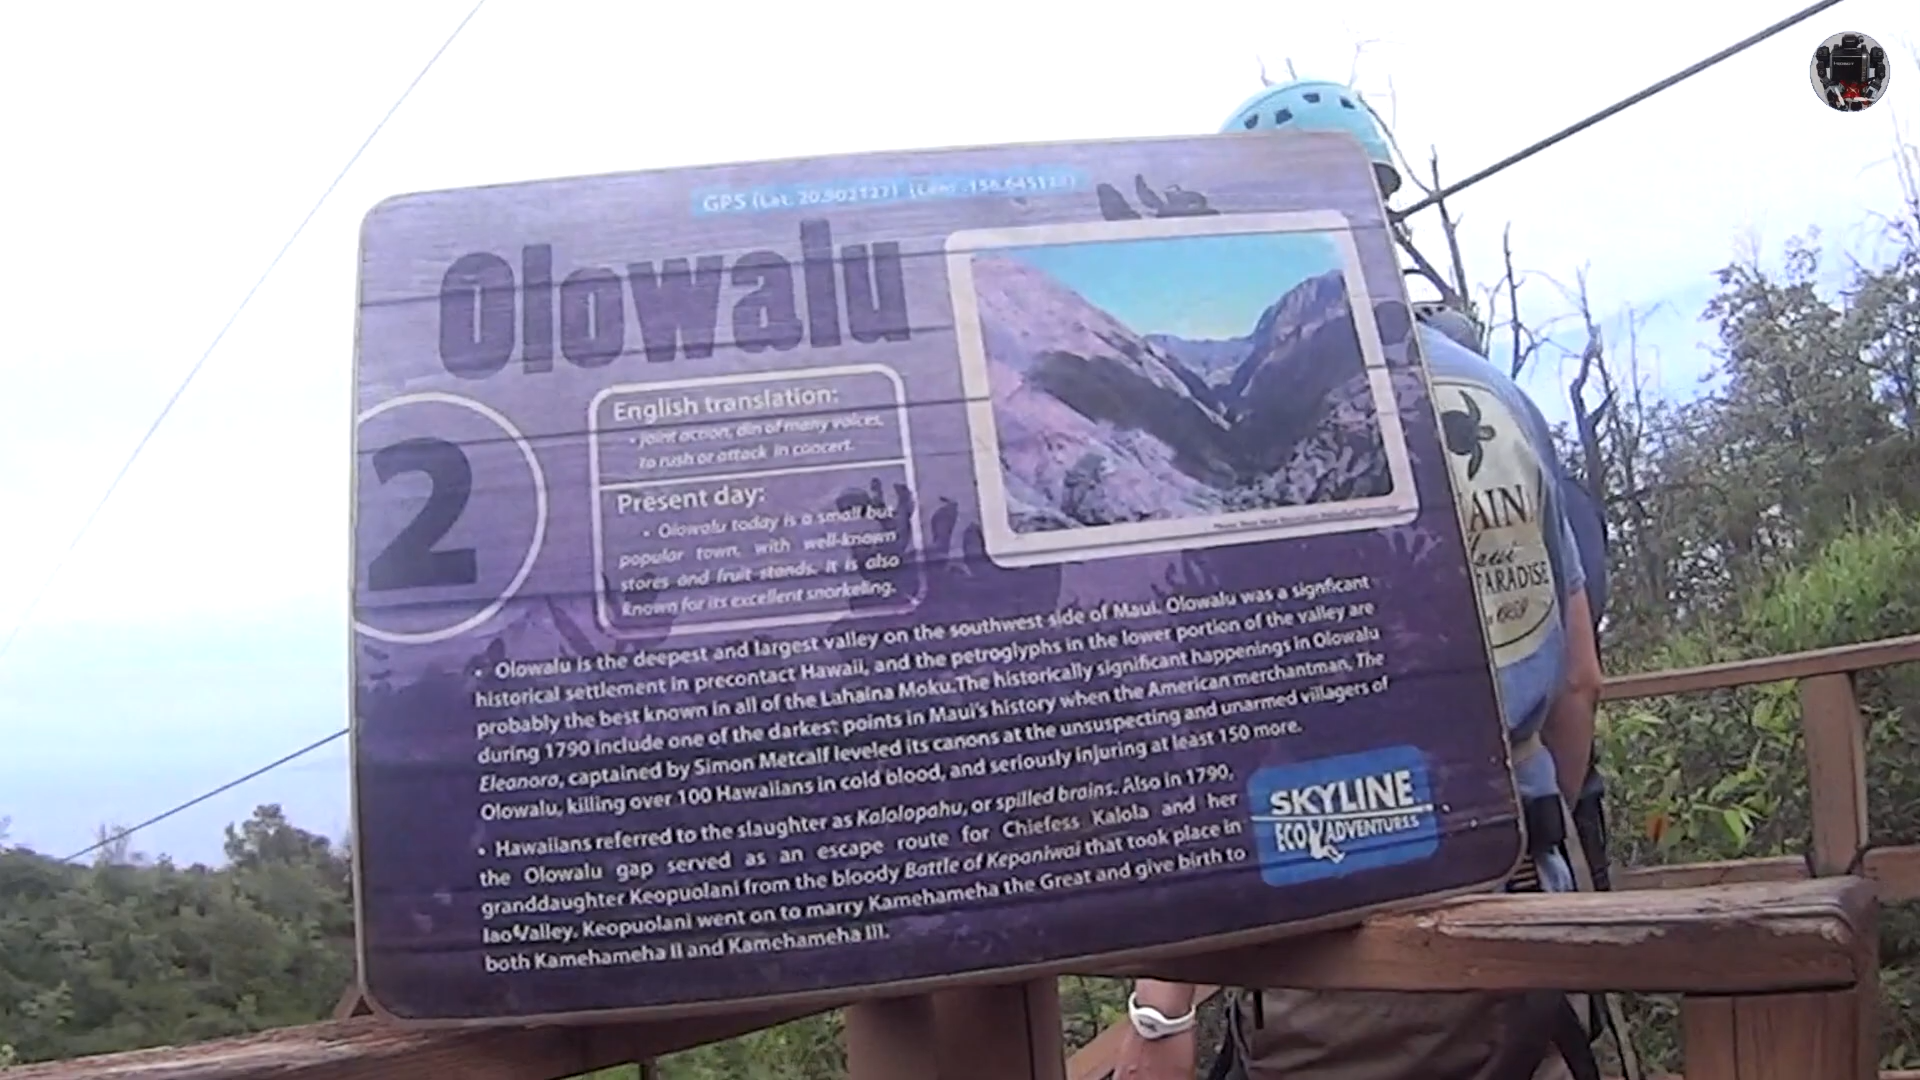 GPS (Lat. 20.902127) (Lon.
Olowalu
2
English translation:
• Joint action, din of many voices,
to rush or attack in concert.
Present day:
• Olowalu today is a small but
popular town, with well-known
stores and fruit stands. It is also
known for its excellent snorkeling.
• Olowalu is the deepest and largest valley on the southwest side of Maui. Olowalu was a signficant
historical settlement in precontact Hawaii, and the petroglyphs in the lower portion of the valley are
probably the best known in all of the Lahaina Moku.The historically significant happenings in Olowalu
during 1790 include one of the darkest points in Maui's history when the American merchantman, The
Eleanora, captained by Simon Metcalf leveled its canons at the unsuspecting and unarmed villagers of
Olowalu, killing over 100 Hawaiians in cold blood, and seriously injuring at least 150 more.
• Hawaiians referred to the slaughter as Kalolopahu, or spilled brains. Also in 1790,
the Olowalu gap served as an escape route for Chiefess Kalola and her
granddaughter Keopuolani from the bloody Battle of Kepaniwai that took place in
Iao Valley. Keopuolani went on to marry Kamehameha the Great and give birth to
both Kamehameha II and Kamehameha III.
SKYLINE
ECO ADVENTURES
AIN
Maui
PARADISE